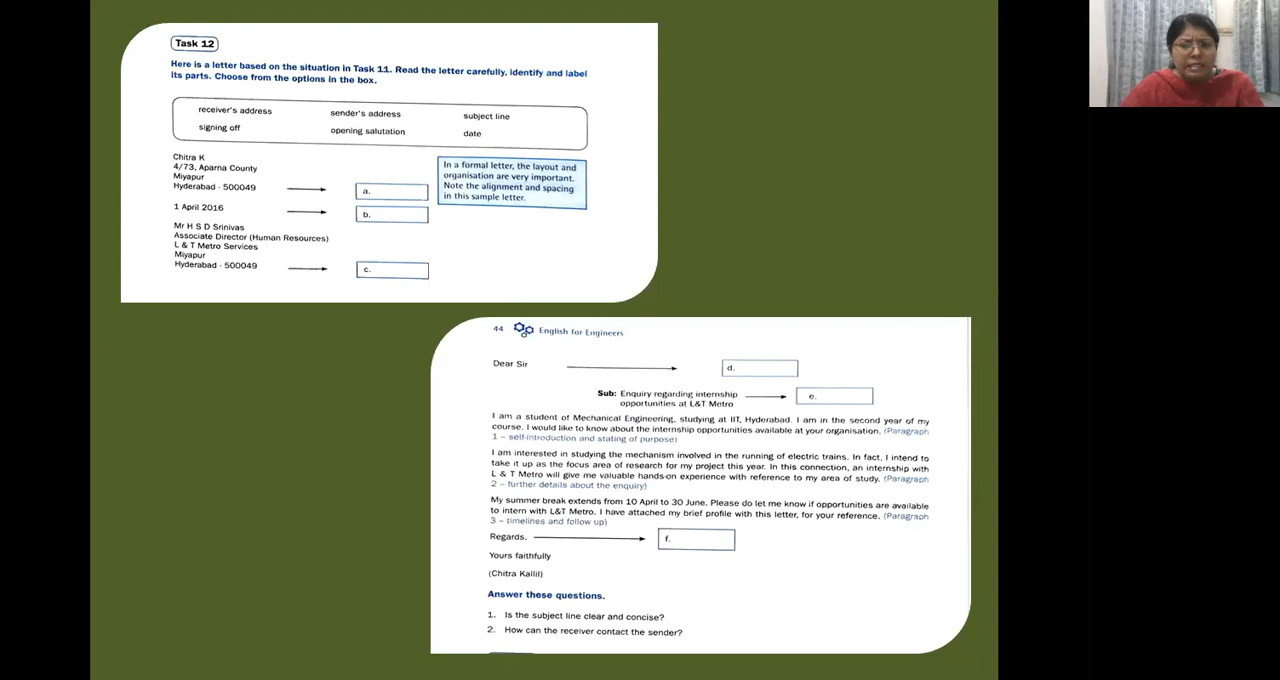 Task 12
Here is a letter based on the situation in Task 11. Read the letter carefully, identify and label
its parts. Choose from the options in the box.
receiver's address sender's address subject line
signing off opening salutation date
Chitra K
4/73, Aparna County
Miyapur
Hyderabad - 500049
a.
In a formal letter, the layout and
organisation are very important.
Note the alignment and spacing
in this sample letter.
1 April 2016
b.
Mr H S D Srinivas
Associate Director (Human Resources)
L & T Metro Services
Miyapur
Hyderabad - 500049
c.
44 English for Engineers
Dear Sir
d.
Sub: Enquiry regarding internship
opportunities at L&T Metro
e.
I am a student of Mechanical Engineering, studying at IIT, Hyderabad. I am in the second year of my
course. I would like to know about the internship opportunities available at your organisation. (Paragraph
1 – self-introduction and stating of purpose)
I am interested in studying the mechanism involved in the running of electric trains. In fact, I intend to
take it up as the focus area of research for my project this year. In this connection, an internship with
L & T Metro will give me valuable hands-on experience with reference to my area of study. (Paragraph
2 – further details about the enquiry)
My summer break extends from 10 April to 30 June. Please do let me know if opportunities are available
to intern with L&T Metro. I have attached my brief profile with this letter, for your reference. (Paragraph
3 – timelines and follow up)
Regards,
f.
Yours faithfully
(Chitra Kallil)
Answer these questions.
1. Is the subject line clear and concise?
2. How can the receiver contact the sender?